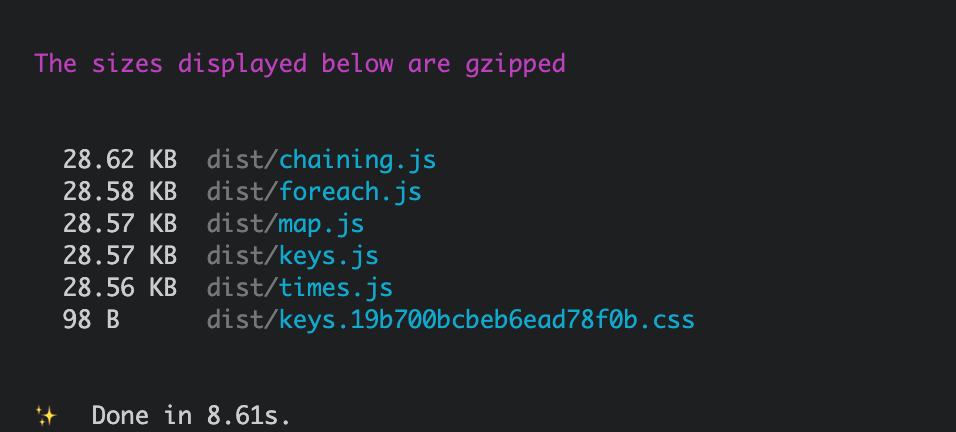 The sizes displayed below are gzipped
28.62 KB dist/chaining.js
28.58 KB dist/foreach.js
28.57 KB dist/map.js
28.57 KB dist/keys.js
28.56 KB dist/times.js
98 B dist/keys.19b700bcbeb6ead78f0b.css
✨ Done in 8.61s.